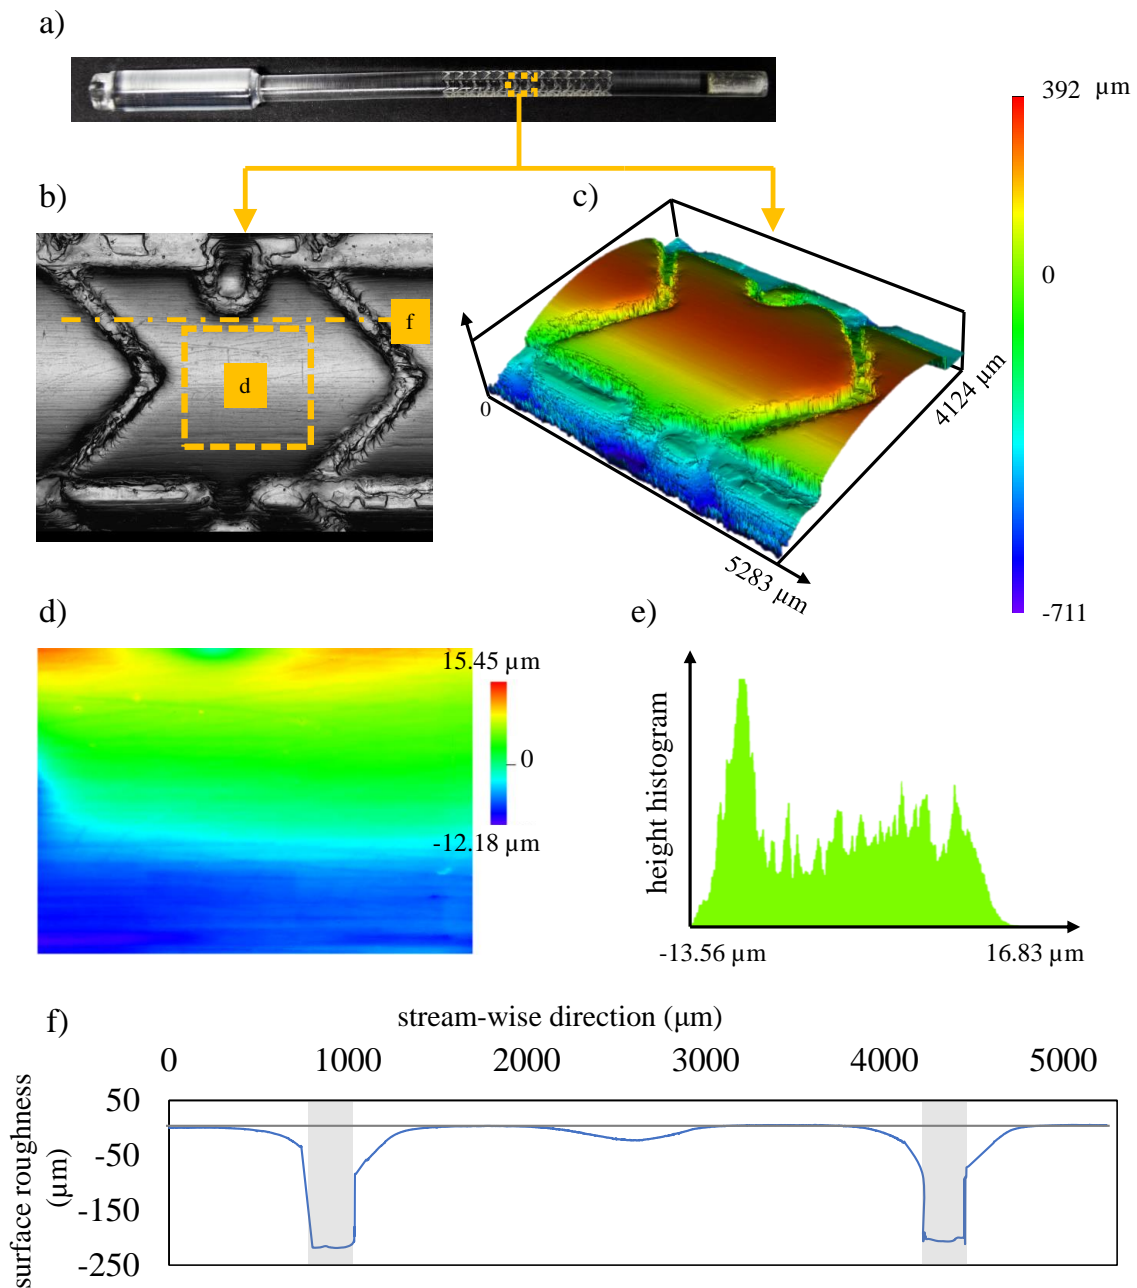 a)
392 µm
b)
c)
f
d
0
0
4124 µm
5283 µm
-711
d)
e)
15.45 µm
0
-12.18 µm
height histogram
-13.56 µm
16.83 µm
f)
stream-wise direction (µm)
0 1000 2000 3000 4000 5000
surface roughness
(µm)
50
-50
-150
-250